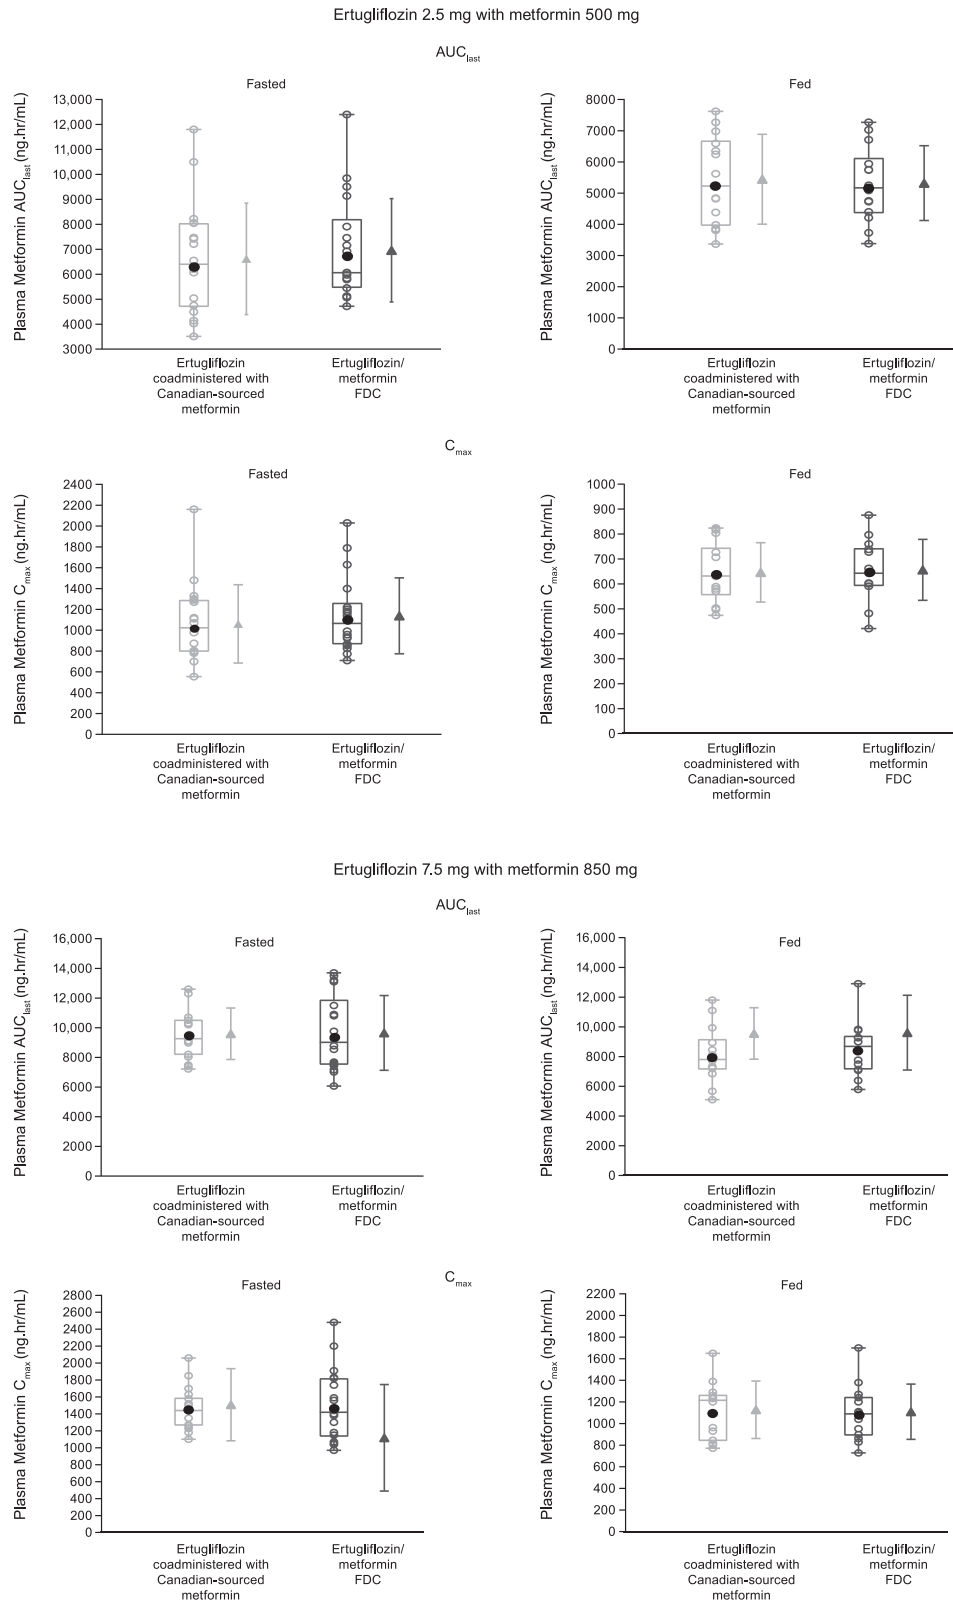 Ertugliflozin 2.5 mg with metformin 500 mg
AUClast
Fasted
Plasma Metformin AUClast (ng.hr/mL)
13,000
12,000
11,000
10,000
9000
8000
7000
6000
5000
4000
3000
Ertugliflozin
coadministered with
Canadian-sourced
metformin
Ertugliflozin/
metformin
FDC
Fed
Plasma Metformin AUClast (ng.hr/mL)
8000
7000
6000
5000
4000
3000
2000
1000
0
Ertugliflozin
coadministered with
Canadian-sourced
metformin
Ertugliflozin/
metformin
FDC
Cmax
Fasted
Plasma Metformin Cmax (ng.hr/mL)
2400
2200
2000
1800
1600
1400
1200
1000
800
600
400
200
0
Ertugliflozin
coadministered with
Canadian-sourced
metformin
Ertugliflozin/
metformin
FDC
Fed
Plasma Metformin Cmax (ng.hr/mL)
1000
900
800
700
600
500
400
300
200
100
0
Ertugliflozin
coadministered with
Canadian-sourced
metformin
Ertugliflozin/
metformin
FDC
Ertugliflozin 7.5 mg with metformin 850 mg
AUClast
Fasted
Plasma Metformin AUClast (ng.hr/mL)
16,000
14,000
12,000
10,000
8000
6000
4000
2000
0
Ertugliflozin
coadministered with
Canadian-sourced
metformin
Ertugliflozin/
metformin
FDC
Fed
Plasma Metformin AUClast (ng.hr/mL)
16,000
14,000
12,000
10,000
8000
6000
4000
2000
0
Ertugliflozin
coadministered with
Canadian-sourced
metformin
Ertugliflozin/
metformin
FDC
Cmax
Fasted
Plasma Metformin Cmax (ng.hr/mL)
2800
2600
2400
2200
2000
1800
1600
1400
1200
1000
800
600
400
200
0
Ertugliflozin
coadministered with
Canadian-sourced
metformin
Ertugliflozin/
metformin
FDC
Fed
Plasma Metformin Cmax (ng.hr/mL)
2200
2000
1800
1600
1400
1200
1000
800
600
400
200
0
Ertugliflozin
coadministered with
Canadian-sourced
metformin
Ertugliflozin/
metformin
FDC